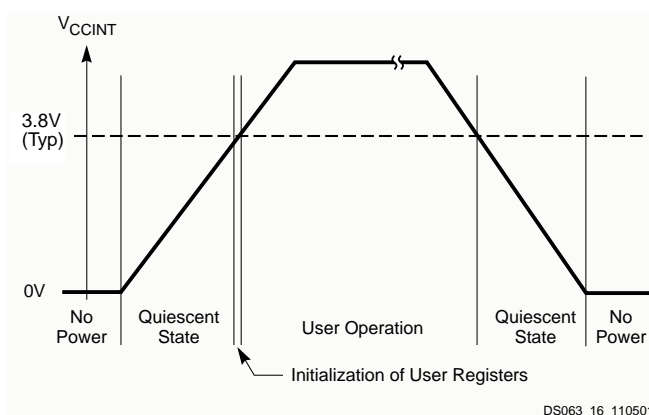 VCCINT
3.8V
(Typ)
0V
No
Power
Quiescent
State
User Operation
Quiescent
State
No
Power
Initialization of User Registers
DS063_16_110501